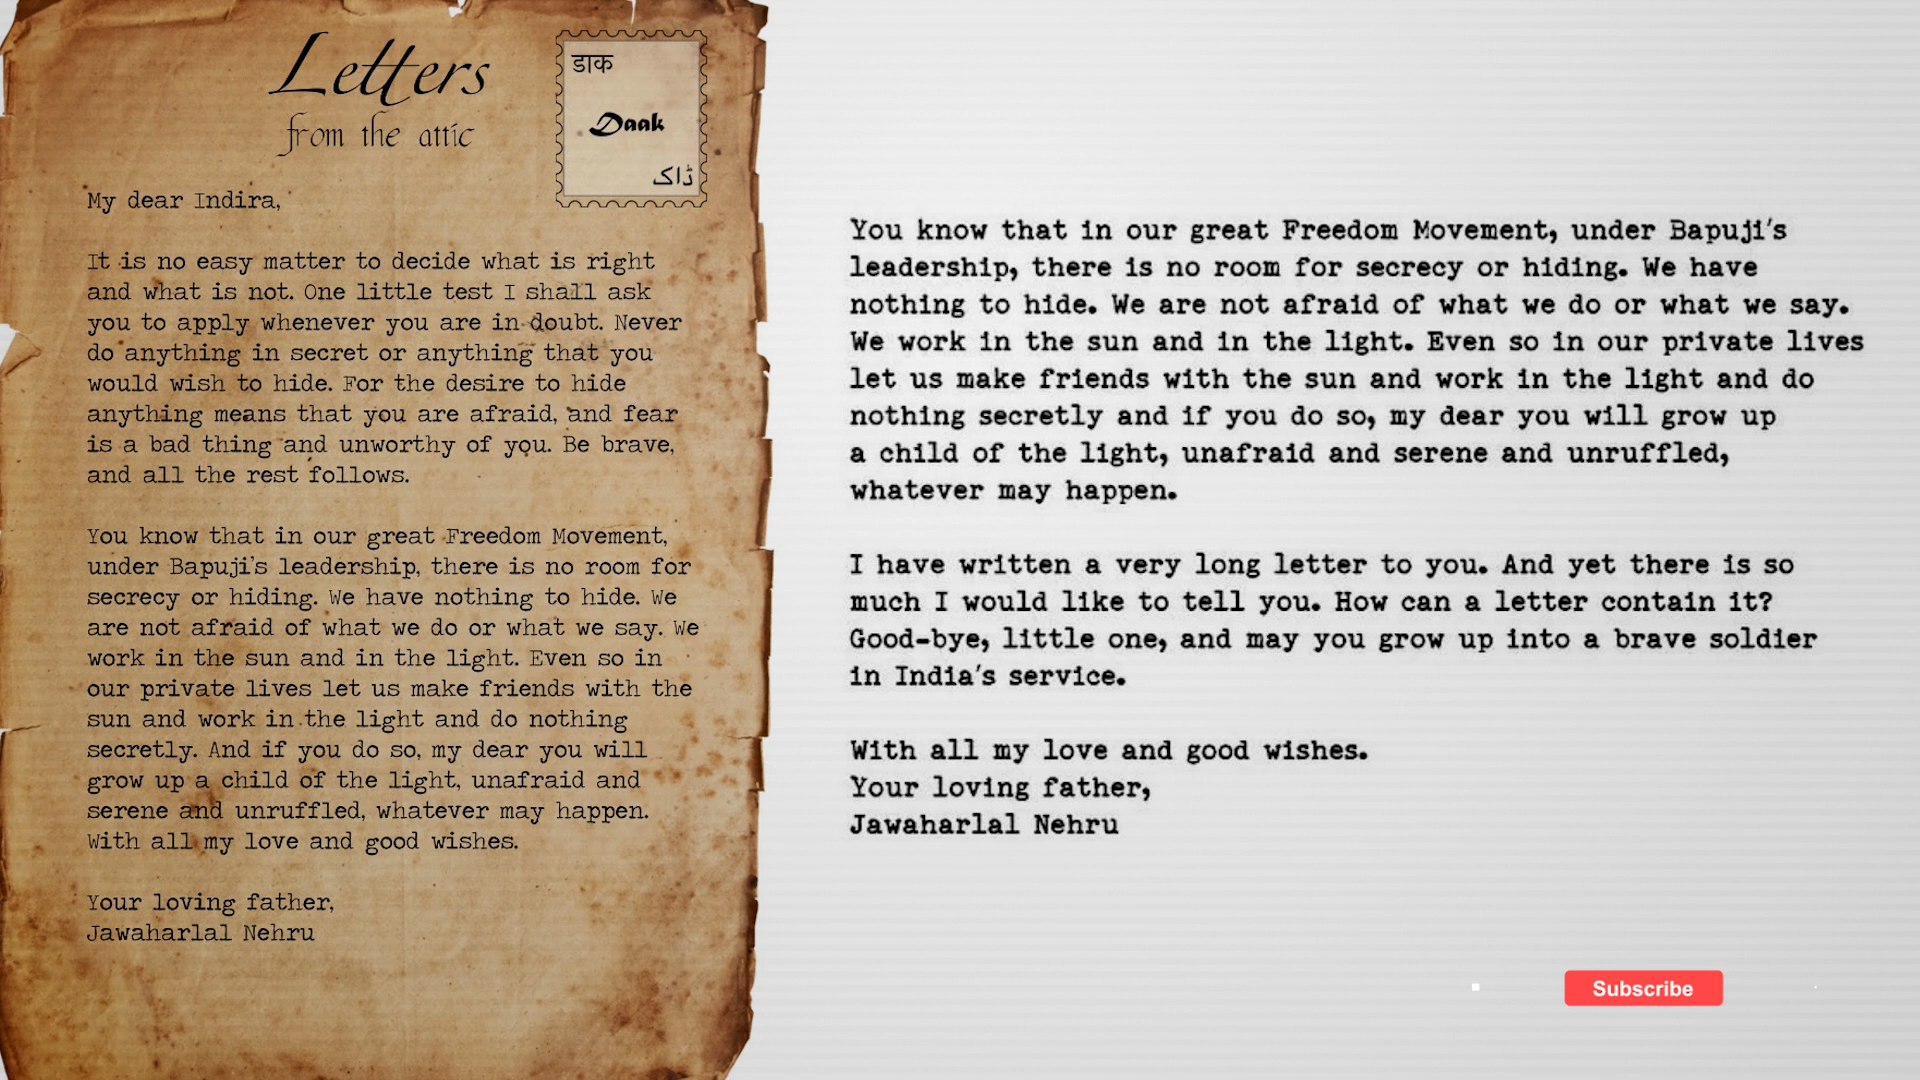 Letters
from the attic
डाक
Daak
ڈاک
My dear Indira,
It is no easy matter to decide what is right
and what is not. One little test I shall ask
you to apply whenever you are in doubt. Never
do anything in secret or anything that you
would wish to hide. For the desire to hide
anything means that you are afraid, and fear
is a bad thing and unworthy of you. Be brave,
and all the rest follows.
You know that in our great Freedom Movement,
under Bapuji's leadership, there is no room for
secrecy or hiding. We have nothing to hide. We
are not afraid of what we do or what we say. We
work in the sun and in the light. Even so in
our private lives let us make friends with the
sun and work in the light and do nothing
secretly. And if you do so, my dear you will
grow up a child of the light, unafraid and
serene and unruffled, whatever may happen.
With all my love and good wishes.
Your loving father,
Jawaharlal Nehru
You know that in our great Freedom Movement, under Bapuji's
leadership, there is no room for secrecy or hiding. We have
nothing to hide. We are not afraid of what we do or what we say.
We work in the sun and in the light. Even so in our private lives
let us make friends with the sun and work in the light and do
nothing secretly and if you do so, my dear you will grow up
a child of the light, unafraid and serene and unruffled,
whatever may happen.
I have written a very long letter to you. And yet there is so
much I would like to tell you. How can a letter contain it?
Good-bye, little one, and may you grow up into a brave soldier
in India's service.
With all my love and good wishes.
Your loving father,
Jawaharlal Nehru
Subscribe